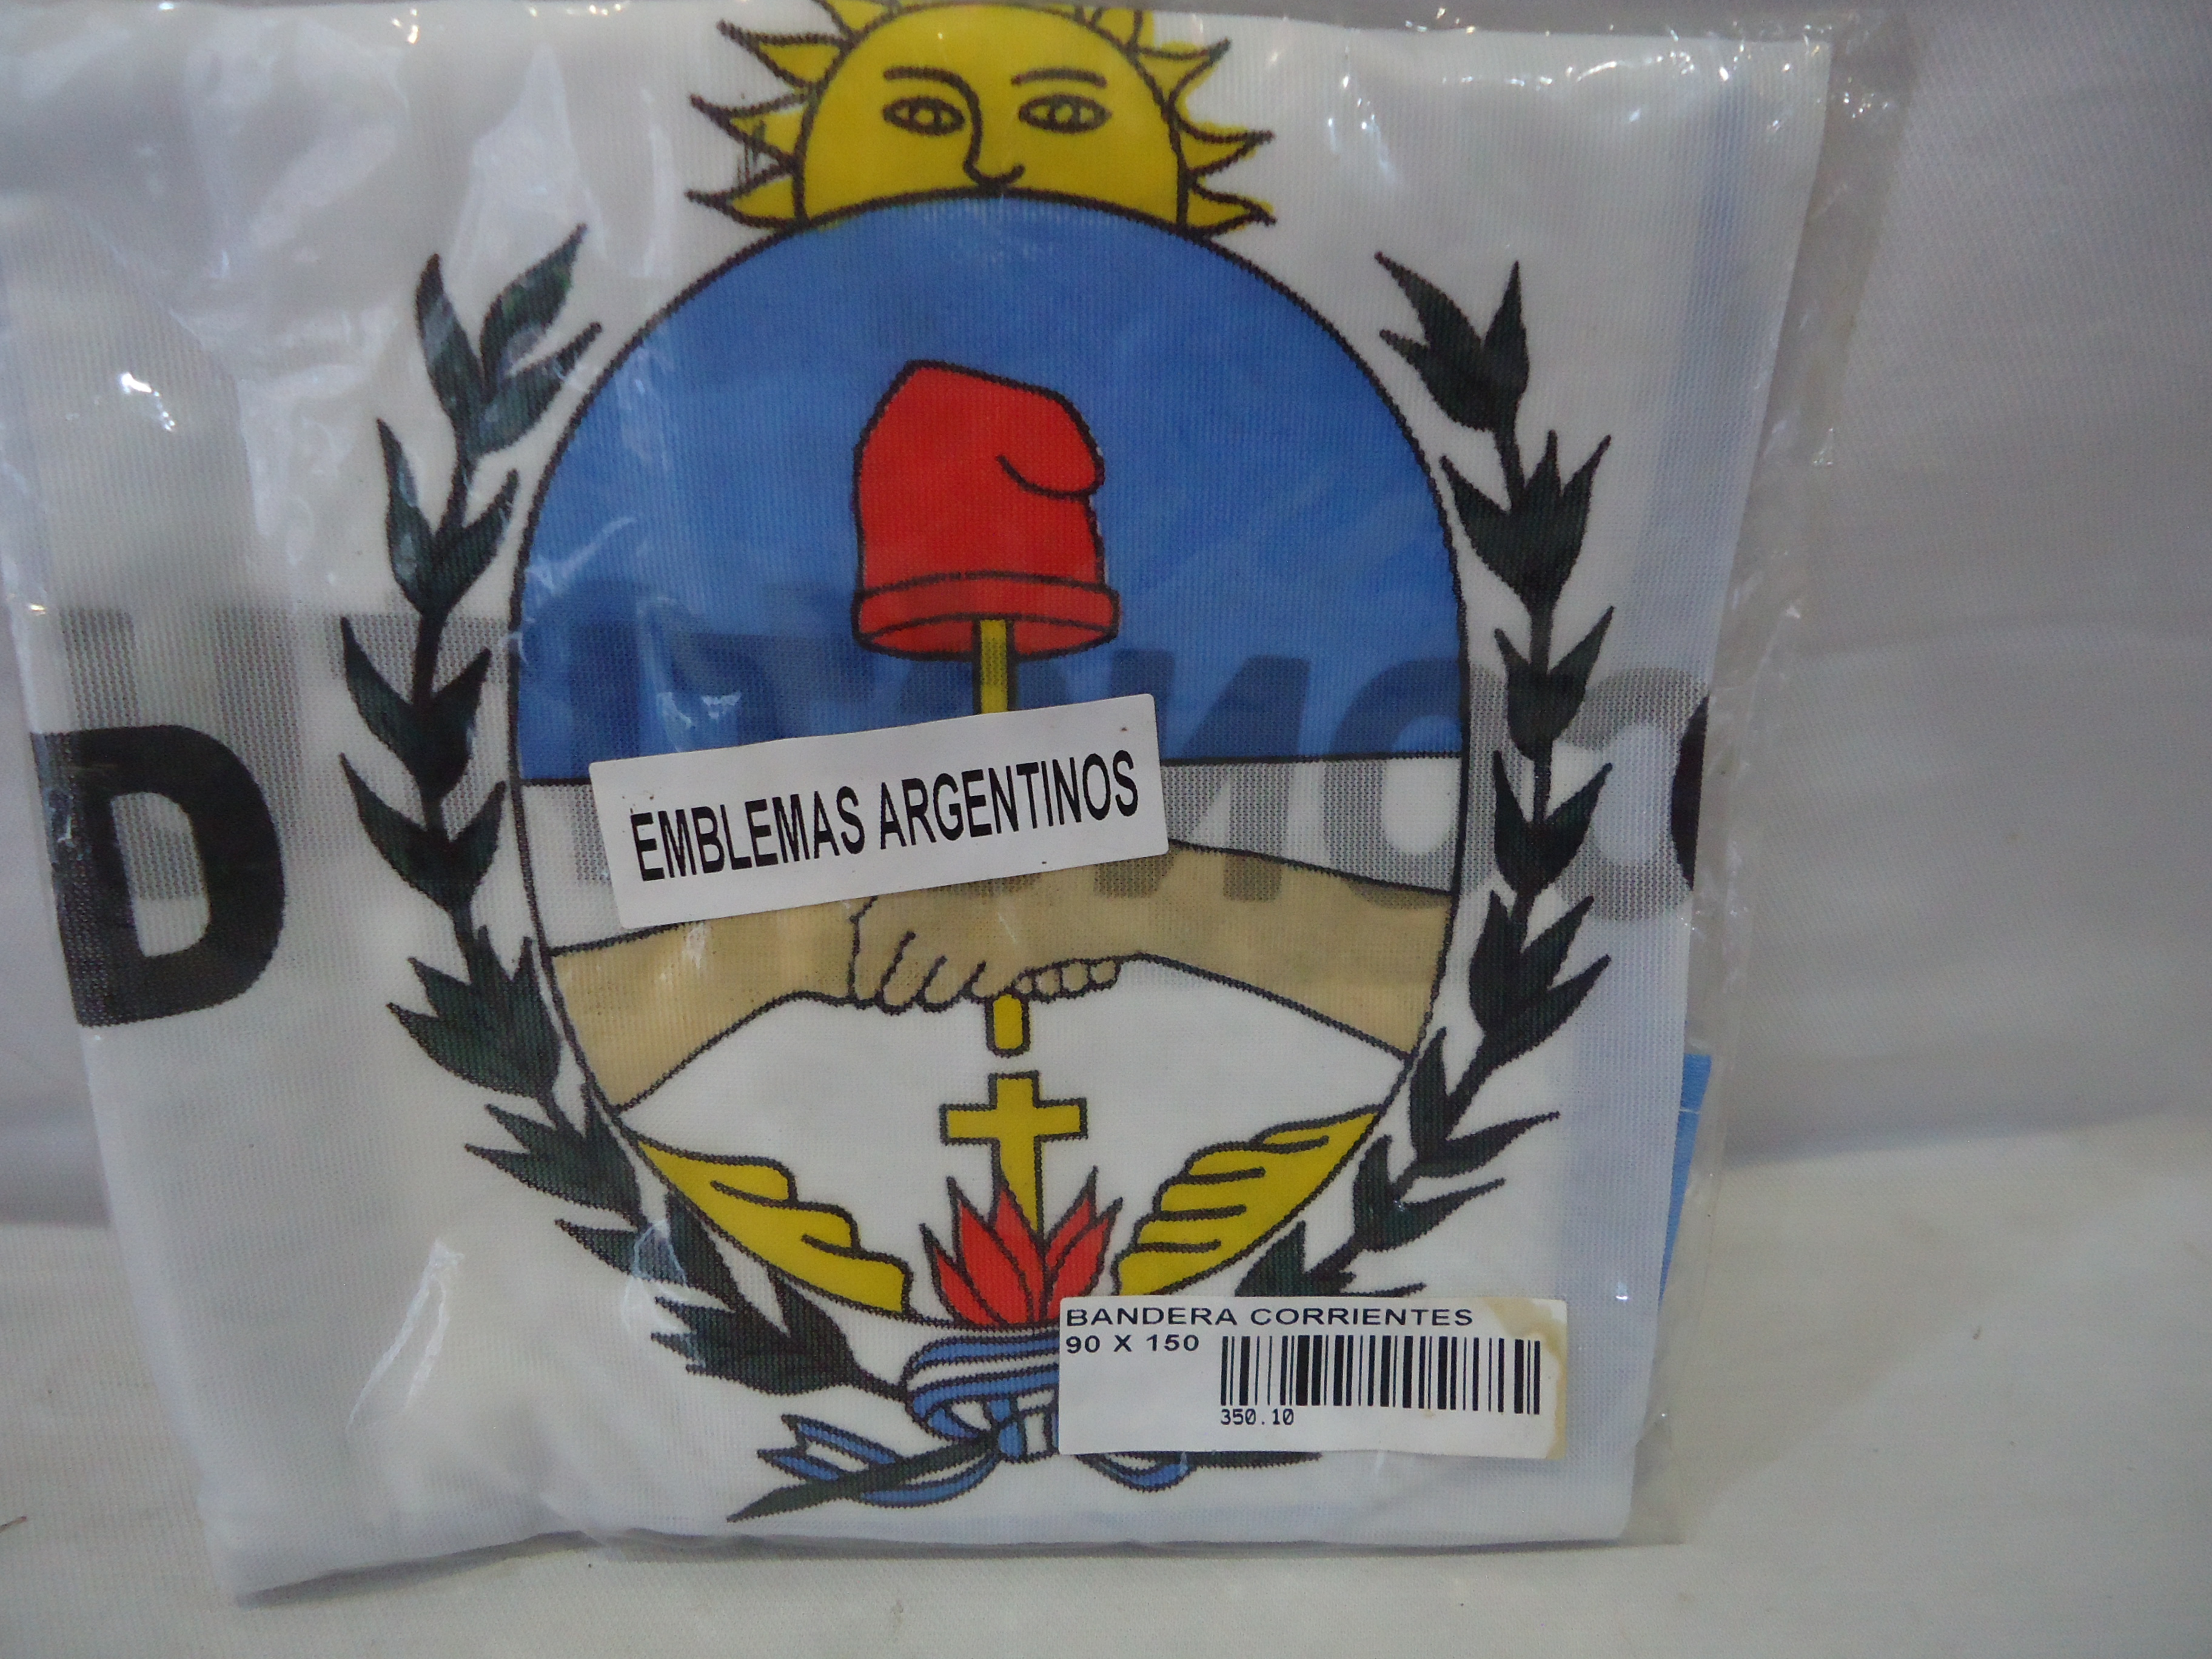 D
EMBLEMAS ARGENTINOS
BANDERA CORRIENTES
90 X 150
350.10